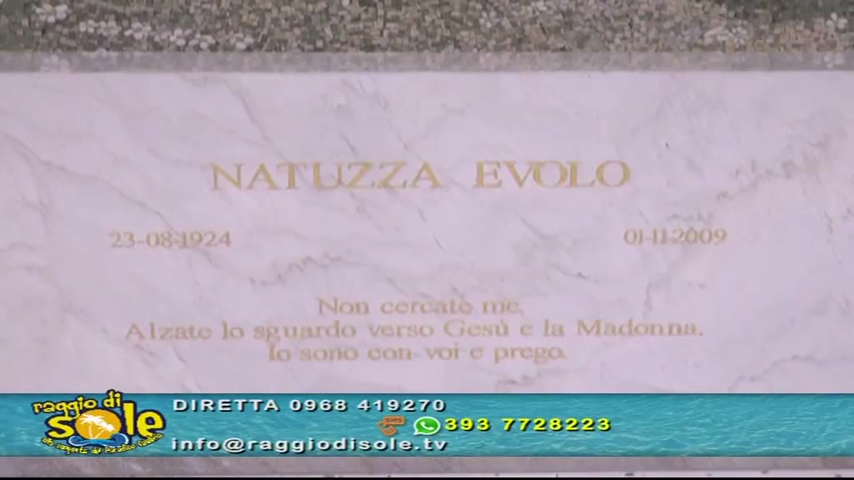 NATUZZA EVOLO
23-08-1924 01-11-2009
Non cercate me.
Alzate lo sguardo verso Gesù e la Madonna.
Io sono con voi e prego.
raggio di
sole
DIRETTA 0968 419270
SMS 393 7728223
info@raggiodisole.tv